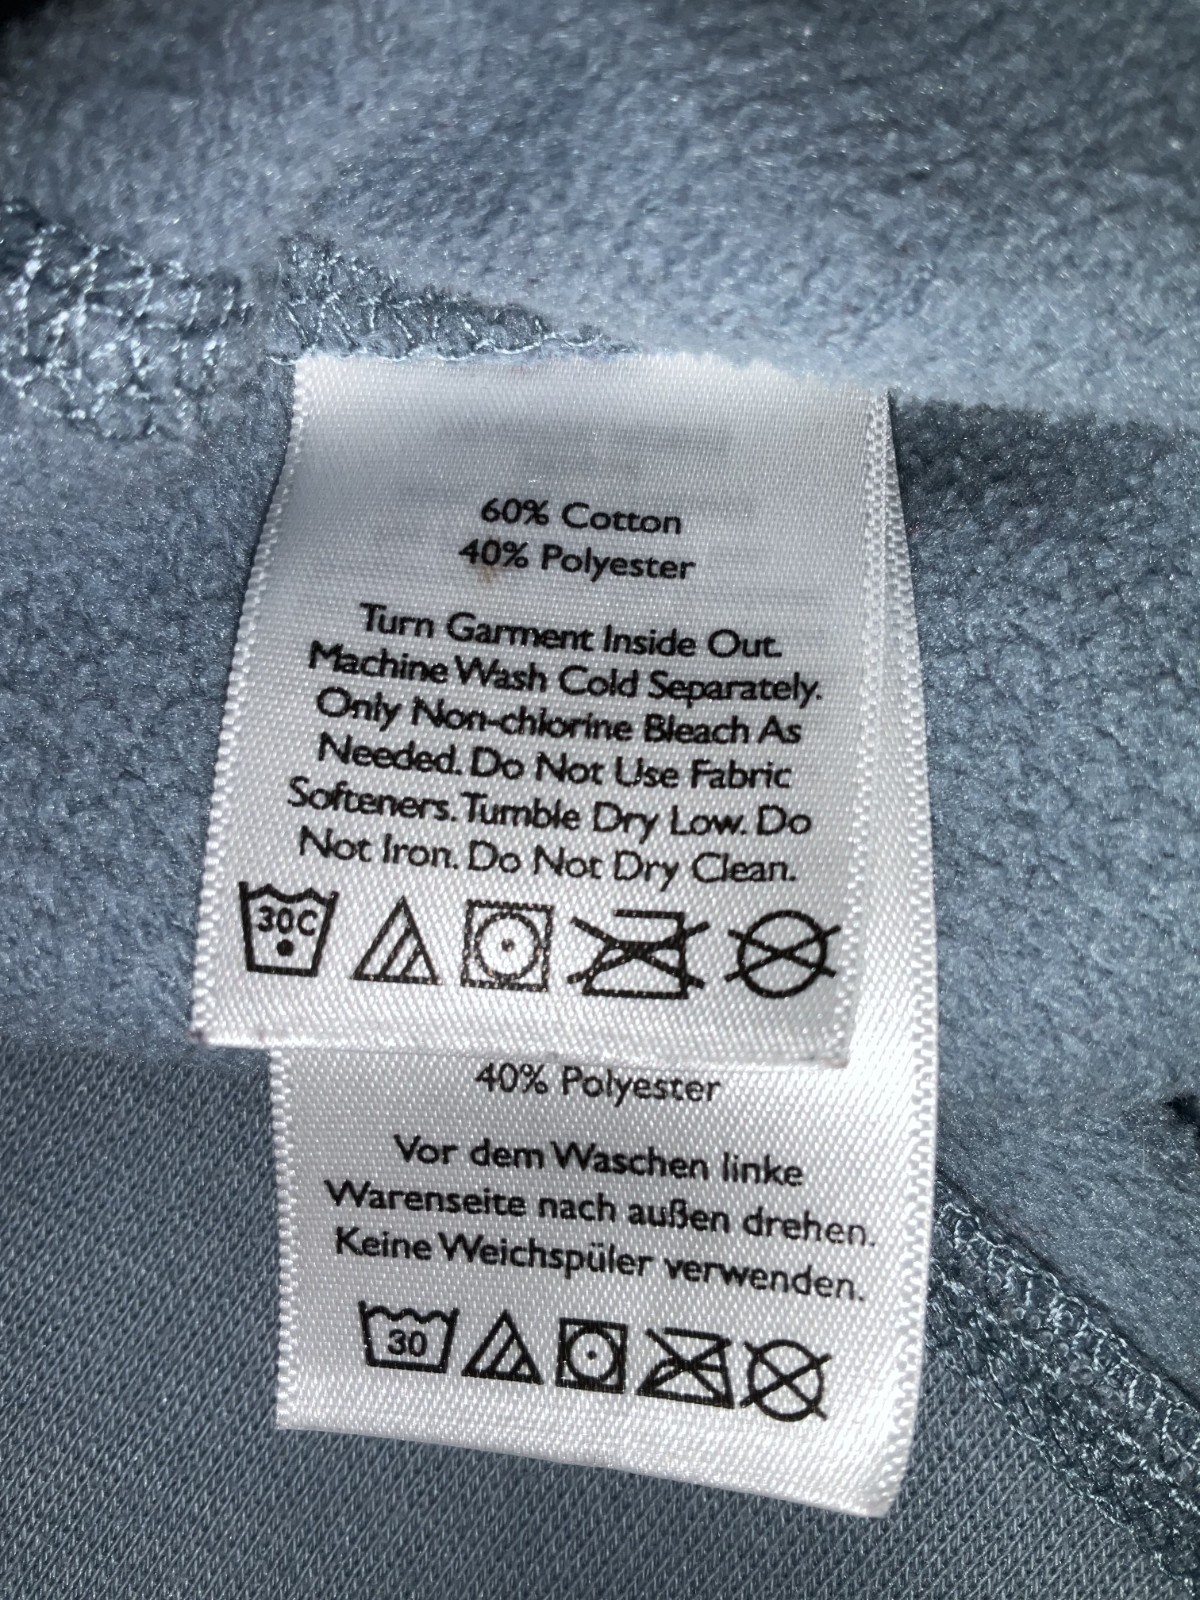 60% Cotton
40% Polyester
Turn Garment Inside Out.
Machine Wash Cold Separately.
Only Non-chlorine Bleach As
Needed. Do Not Use Fabric
Softeners. Tumble Dry Low. Do
Not Iron. Do Not Dry Clean.
30C
40% Polyester
Vor dem Waschen linke
Warenseite nach außen drehen.
Keine Weichspüler verwenden.
30